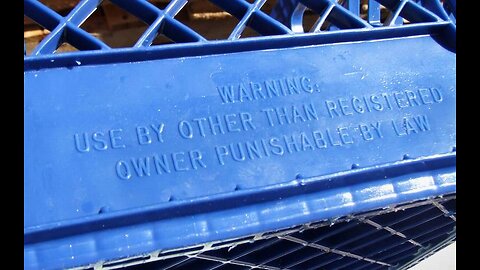 WARNING:
USE BY OTHER THAN REGISTERED
OWNER PUNISHABLE BY LAW